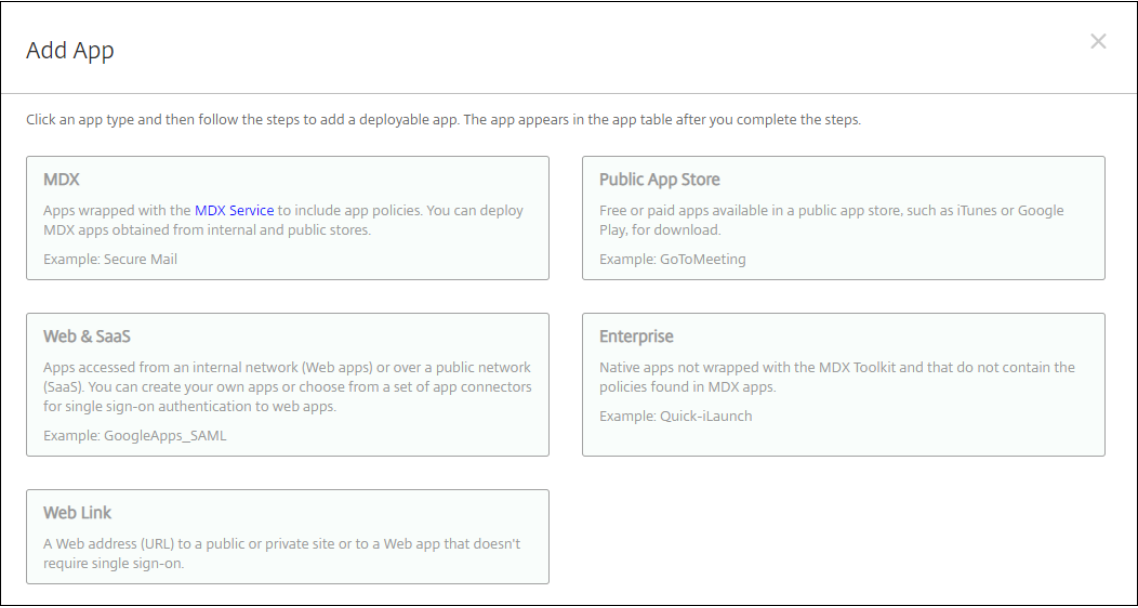 Add App
Click an app type and then follow the steps to add a deployable app. The app appears in the app table after you complete the steps.
MDX
Apps wrapped with the MDX Service to include app policies. You can deploy
MDX apps obtained from internal and public stores.
Example: Secure Mail
Public App Store
Free or paid apps available in a public app store, such as iTunes or Google
Play, for download.
Example: GoToMeeting
Web & SaaS
Apps accessed from an internal network (Web apps) or over a public network
(SaaS). You can create your own apps or choose from a set of app connectors
for single sign-on authentication to web apps.
Example: GoogleApps_SAML
Enterprise
Native apps not wrapped with the MDX Toolkit and that do not contain the
policies found in MDX apps.
Example: Quick-iLaunch
Web Link
A Web address (URL) to a public or private site or to a Web app that doesn't
require single sign-on.